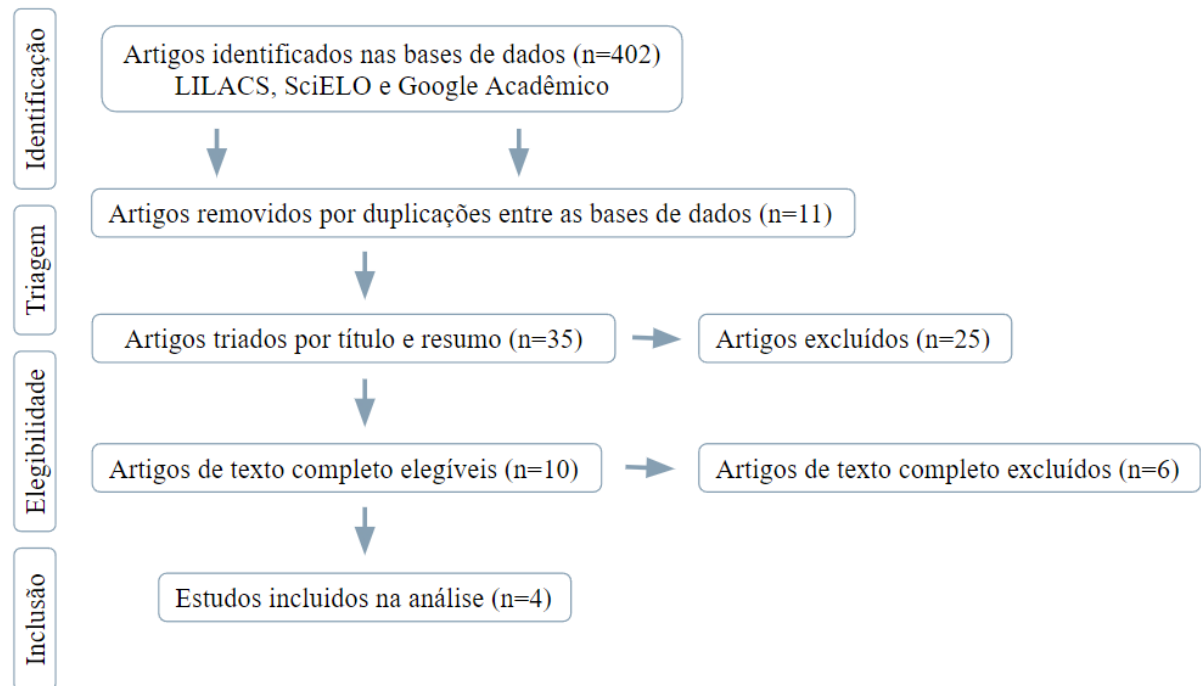 Identificação
Artigos identificados nas bases de dados (n=402)
LILACS, SciELO e Google Acadêmico
Triagem
Artigos removidos por duplicações entre as bases de dados (n=11)
Artigos triados por título e resumo (n=35)
Artigos excluídos (n=25)
Elegibilidade
Artigos de texto completo elegíveis (n=10)
Artigos de texto completo excluídos (n=6)
Inclusão
Estudos incluidos na análise (n=4)